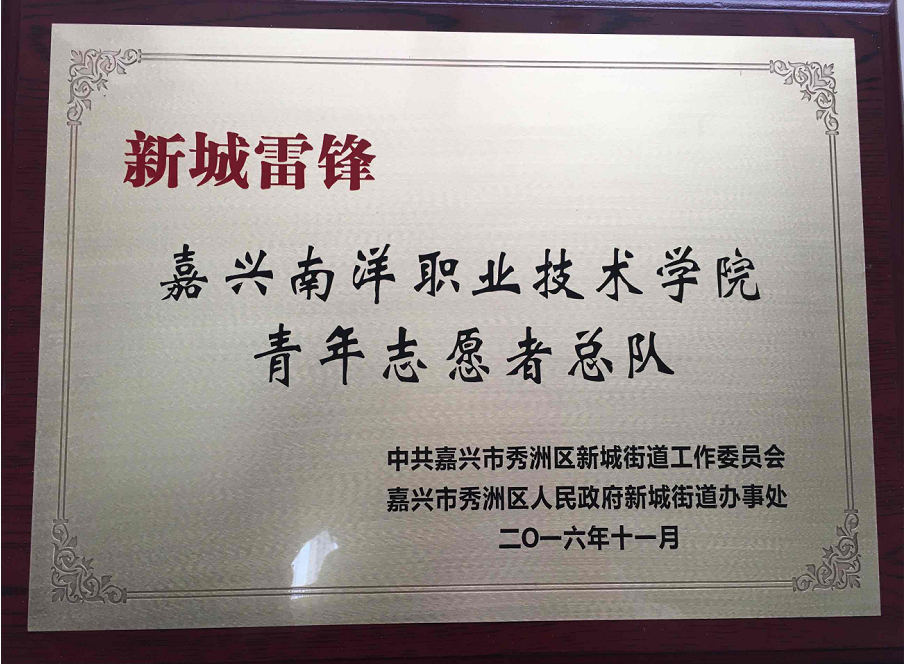 新城雷锋
嘉兴南洋职业技术学院
青年志愿者总队
中共嘉兴市秀洲区新城街道工作委员会
嘉兴市秀洲区人民政府新城街道办事处
二〇一六年十一月